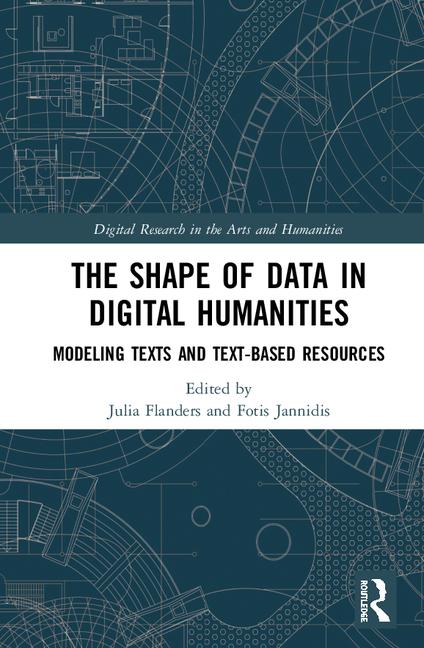 Digital Research in the Arts and Humanities
THE SHAPE OF DATA IN
DIGITAL HUMANITIES
MODELING TEXTS AND TEXT-BASED RESOURCES
Edited by
Julia Flanders and Fotis Jannidis
ROUTLEDGE